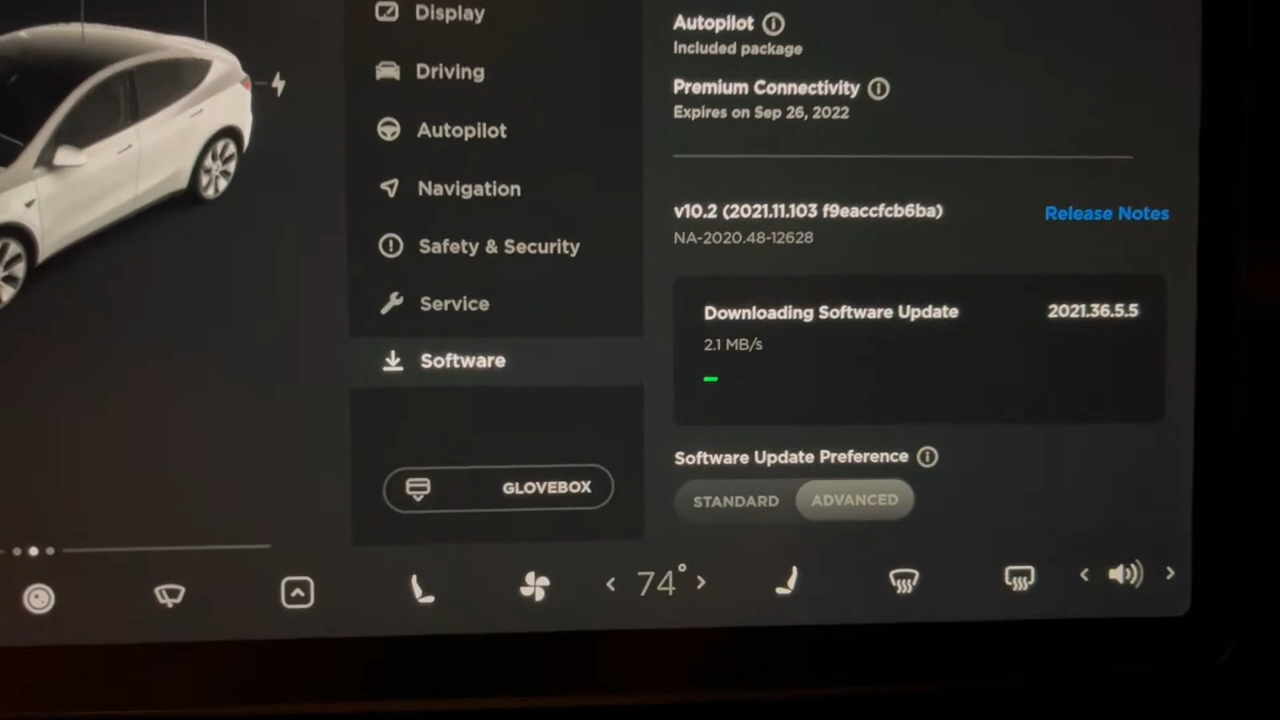 Display
Driving
Autopilot
Navigation
Safety & Security
Service
Software
GLOVEBOX
Autopilot
Included package
Premium Connectivity
Expires on Sep 26, 2022
v10.2 (2021.11.103 f9eaccfcb6ba)
Release Notes
NA-2020.48-12628
Downloading Software Update
2021.36.5.5
2.1 MB/s
Software Update Preference
STANDARD
ADVANCED
74°